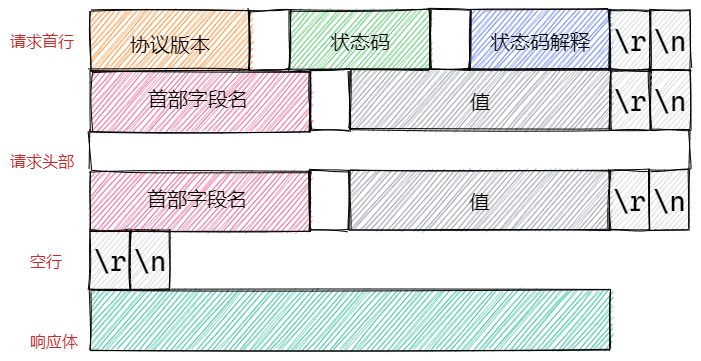 请求首行 协议版本 状态码 状态码解释 \r \n
首部字段名 值 \r \n
请求头部
首部字段名 值 \r \n
空行 \r \n
响应体